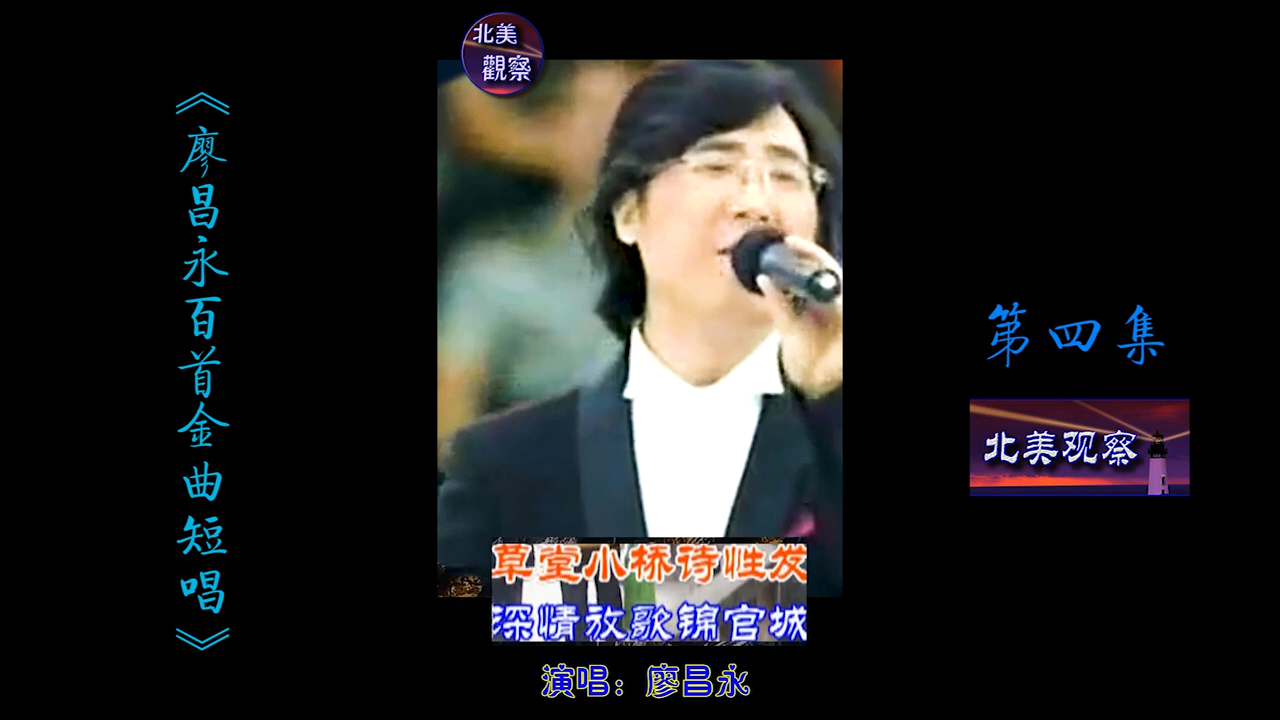 北美
觀察
《廖昌永百首金曲短唱》
第四集
北美观察
草堂小桥诗性发
深情放歌锦官城
演唱：廖昌永